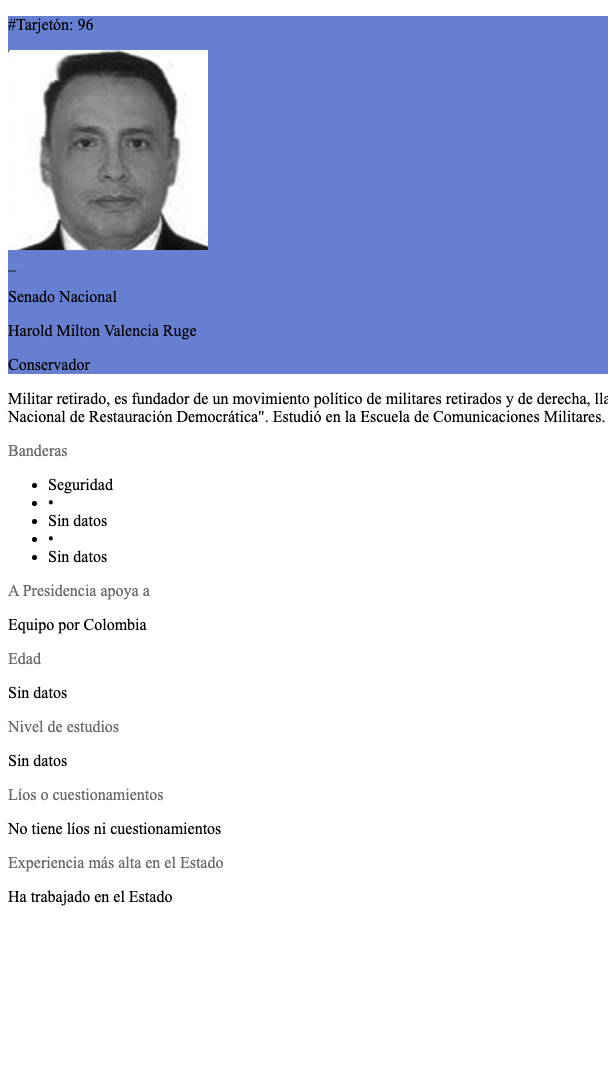 #Tarjetón: 96
_
Senado Nacional
Harold Milton Valencia Ruge
Conservador
Militar retirado, es fundador de un movimiento político de militares retirados y de derecha,
Nacional de Restauración Democrática". Estudió en la Escuela de Comunicaciones Militares.
Banderas
• Seguridad
• •
• Sin datos
• •
• Sin datos
A Presidencia apoya a
Equipo por Colombia
Edad
Sin datos
Nivel de estudios
Sin datos
Líos o cuestionamientos
No tiene líos ni cuestionamientos
Experiencia más alta en el Estado
Ha trabajado en el Estado